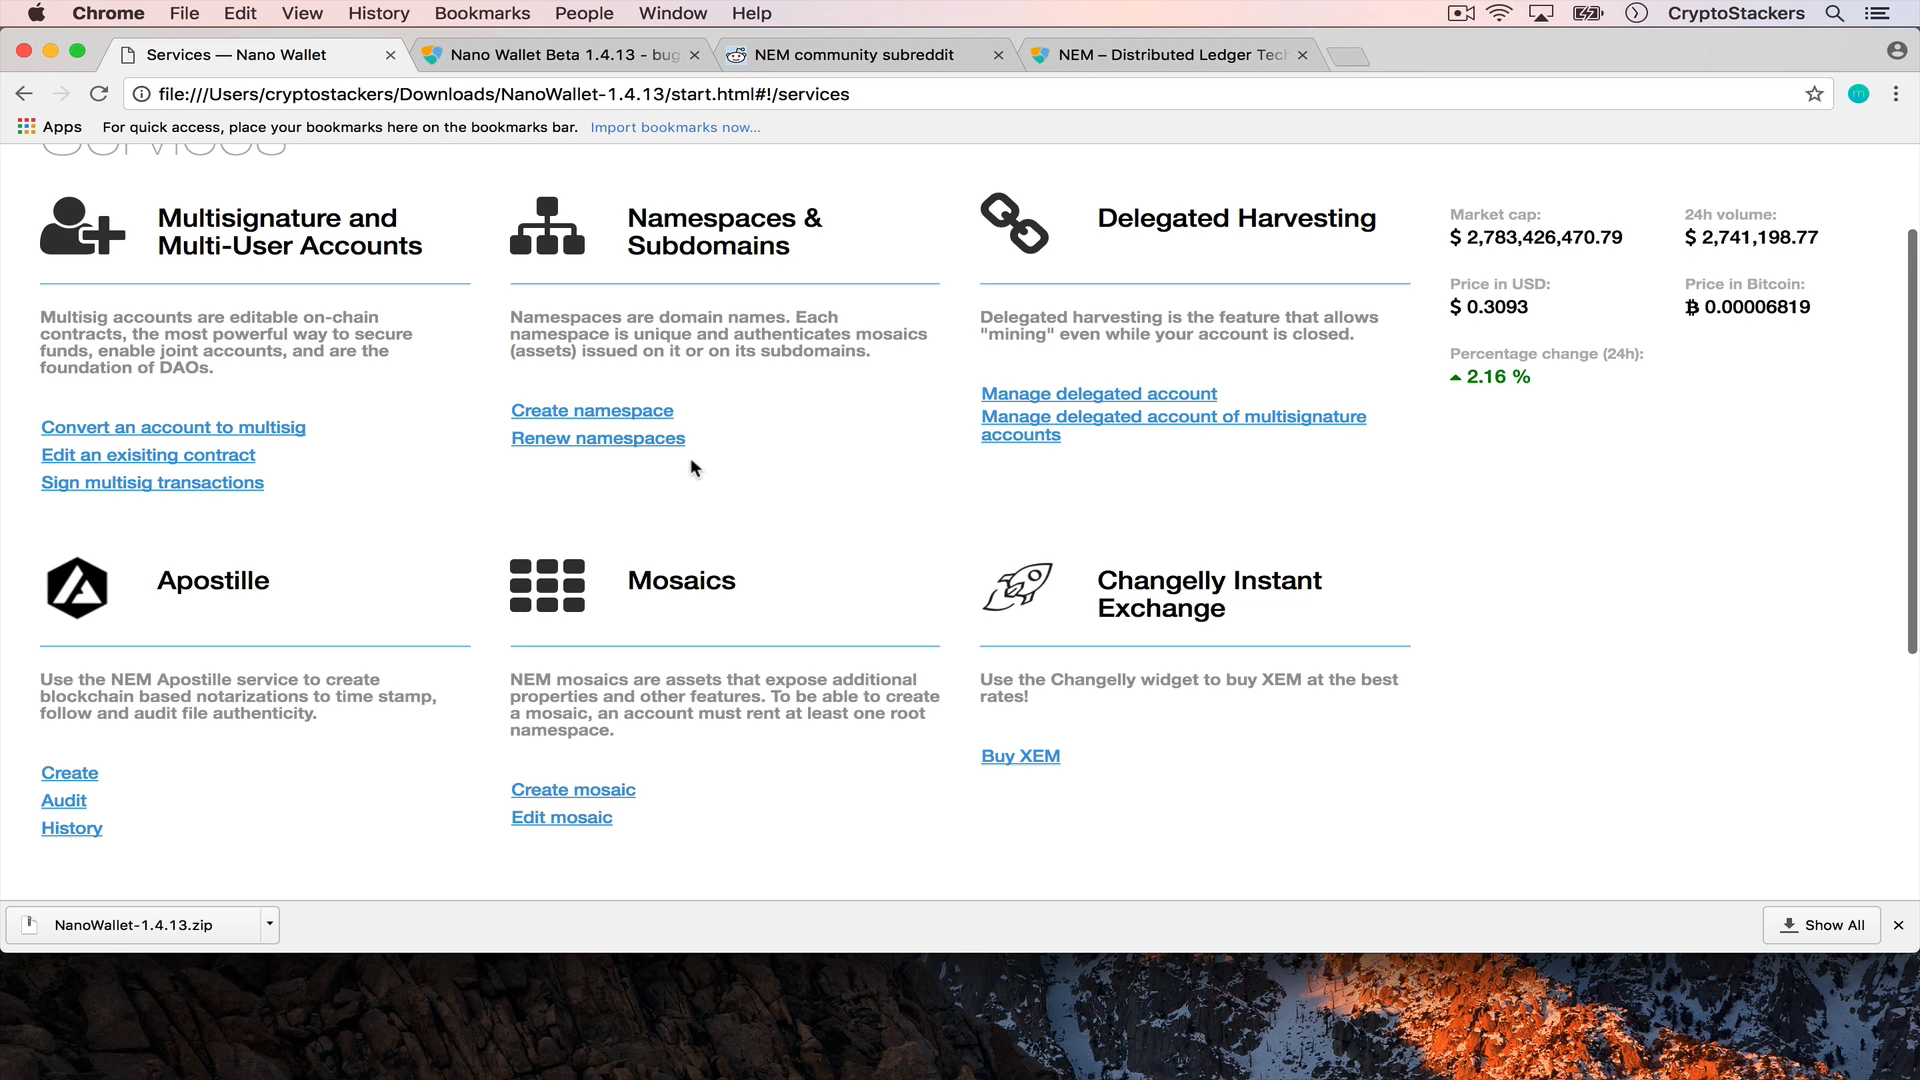 Chrome File Edit View History Bookmarks People Window Help CryptoStackers
Services — Nano Wallet
Nano Wallet Beta 1.4.13 - bug
NEM community subreddit
NEM – Distributed Ledger Tech
file:///Users/cryptostackers/Downloads/NanoWallet-1.4.13/start.html#!/services
Apps For quick access, place your bookmarks here on the bookmarks bar. Import bookmarks now...
Services
Multisignature and
Multi-User Accounts
Multisig accounts are editable on-chain
contracts, the most powerful way to secure
funds, enable joint accounts, and are the
foundation of DAOs.
Convert an account to multisig
Edit an exisiting contract
Sign multisig transactions
Namespaces &
Subdomains
Namespaces are domain names. Each
namespace is unique and authenticates mosaics
(assets) issued on it or on its subdomains.
Create namespace
Renew namespaces
Delegated Harvesting
Delegated harvesting is the feature that allows
"mining" even while your account is closed.
Manage delegated account
Manage delegated account of multisignature
accounts
Market cap:
$ 2,783,426,470.79
24h volume:
$ 2,741,198.77
Price in USD:
$ 0.3093
Price in Bitcoin:
฿ 0.00006819
Percentage change (24h):
2.16 %
Apostille
Use the NEM Apostille service to create
blockchain based notarizations to time stamp,
follow and audit file authenticity.
Create
Audit
History
Mosaics
NEM mosaics are assets that expose additional
properties and other features. To be able to create
a mosaic, an account must rent at least one root
namespace.
Create mosaic
Edit mosaic
Changelly Instant
Exchange
Use the Changelly widget to buy XEM at the best
rates!
Buy XEM
NanoWallet-1.4.13.zip
Show All